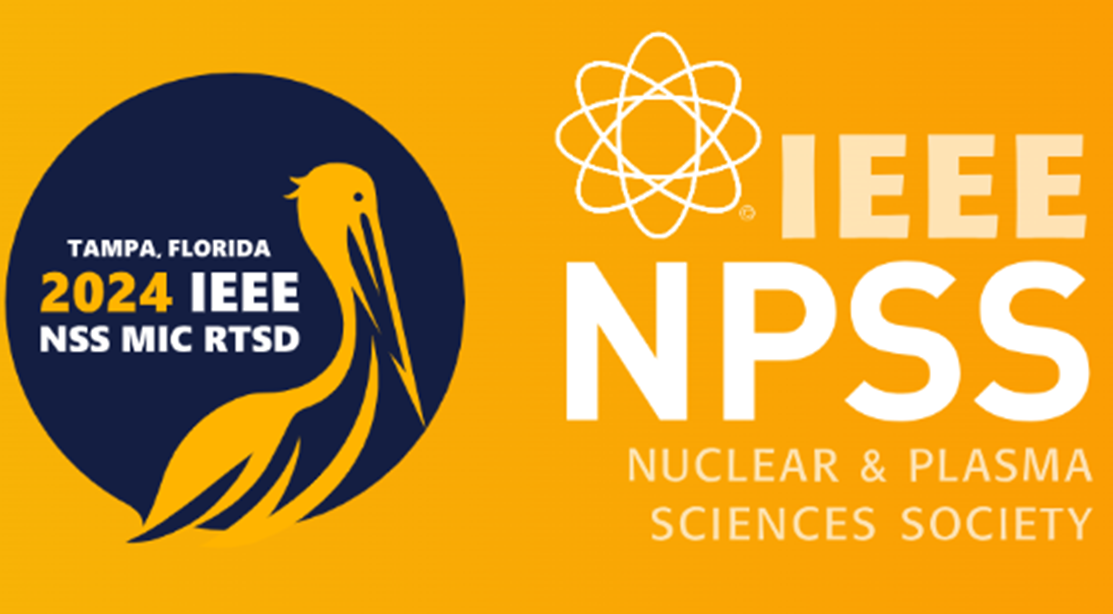 TAMPA, FLORIDA
2024 IEEE
NSS MIC RTSD
©
IEEE
NPSS
NUCLEAR & PLASMA
SCIENCES SOCIETY